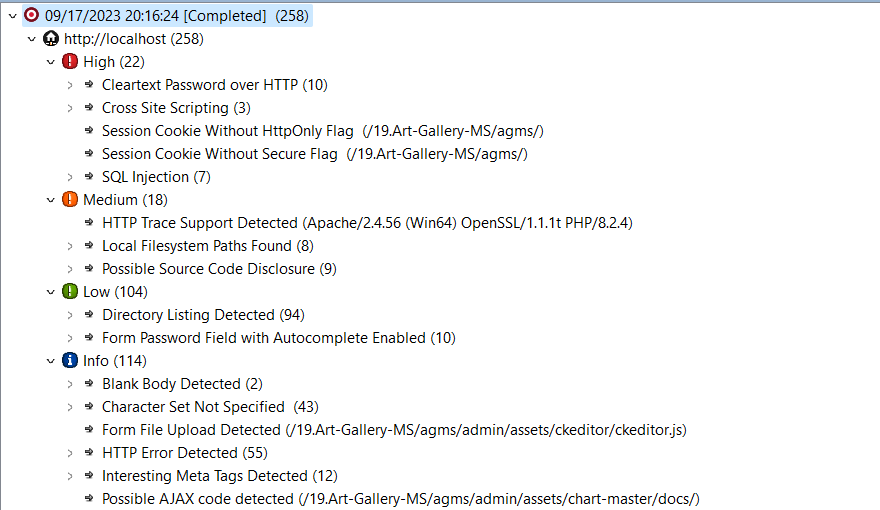 09/17/2023 20:16:24 [Completed] (258)
http://localhost (258)
High (22)
Cleartext Password over HTTP (10)
Cross Site Scripting (3)
Session Cookie Without HttpOnly Flag (/19.Art-Gallery-MS/agms/)
Session Cookie Without Secure Flag (/19.Art-Gallery-MS/agms/)
SQL Injection (7)
Medium (18)
HTTP Trace Support Detected (Apache/2.4.56 (Win64) OpenSSL/1.1.1t PHP/8.2.4)
Local Filesystem Paths Found (8)
Possible Source Code Disclosure (9)
Low (104)
Directory Listing Detected (94)
Form Password Field with Autocomplete Enabled (10)
Info (114)
Blank Body Detected (2)
Character Set Not Specified (43)
Form File Upload Detected (/19.Art-Gallery-MS/agms/admin/assets/ckeditor/ckeditor.js)
HTTP Error Detected (55)
Interesting Meta Tags Detected (12)
Possible AJAX code detected (/19.Art-Gallery-MS/agms/admin/assets/chart-master/docs/)